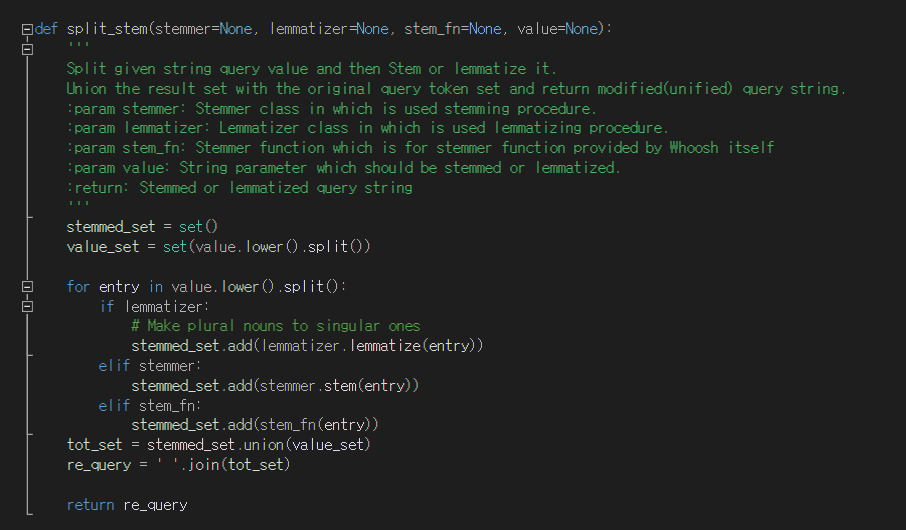 def split_stem(stemmer=None, lemmatizer=None, stem_fn=None, value=None):
    '''
    Split given string query value and then Stem or lemmatize it.
    Union the result set with the original query token set and return modified(unified) query string.
    :param stemmer: Stemmer class in which is used stemming procedure.
    :param lemmatizer: Lemmatizer class in which is used lemmatizing procedure.
    :param stem_fn: Stemmer function which is for stemmer function provided by Whoosh itself
    :param value: String parameter which should be stemmed or lemmatized.
    :return: Stemmed or lemmatized query string
    '''
    stemmed_set = set()
    value_set = set(value.lower().split())

    for entry in value.lower().split():
        if lemmatizer:
            # Make plural nouns to singular ones
            stemmed_set.add(lemmatizer.lemmatize(entry))
        elif stemmer:
            stemmed_set.add(stemmer.stem(entry))
        elif stem_fn:
            stemmed_set.add(stem_fn(entry))
    tot_set = stemmed_set.union(value_set)
    re_query = ' '.join(tot_set)

    return re_query